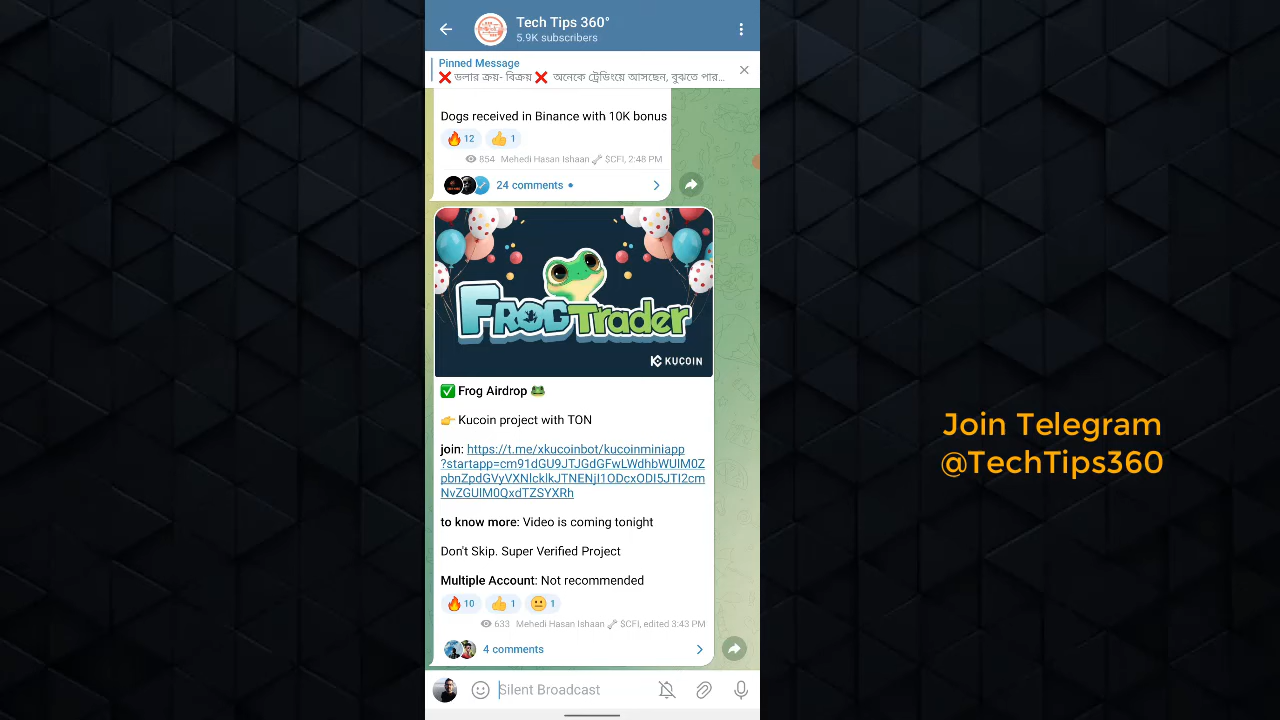 Tech Tips 360°
5.9K subscribers
Pinned Message
❌ ডলার ক্রয়- বিক্রয় ❌ অনেকে ট্রেডিংয়ে আসছেন, বুঝতে পার...
Dogs received in Binance with 10K bonus
🔥 12 👍 1
854 Mehedi Hasan Ishaan 🦴 $CFI, 2:48 PM
24 comments
FROG Trader
KUCOIN
✅ Frog Airdrop 🐸
👉 Kucoin project with TON
join: https://t.me/xkucoinbot/kucoinminiapp
?startapp=cm91dGU9JTJGdGFwLWdhbWUlM0Z
pbnZpdGVyVXNlcklkJTNENjI1ODcxODI5JTI2cm
NvZGUlM0QxdTZSYXRh
to know more: Video is coming tonight
Don't Skip. Super Verified Project
Multiple Account: Not recommended
🔥 10 👍 1 😐 1
633 Mehedi Hasan Ishaan 🦴 $CFI, edited 3:43 PM
4 comments
Silent Broadcast
Join Telegram
@TechTips360